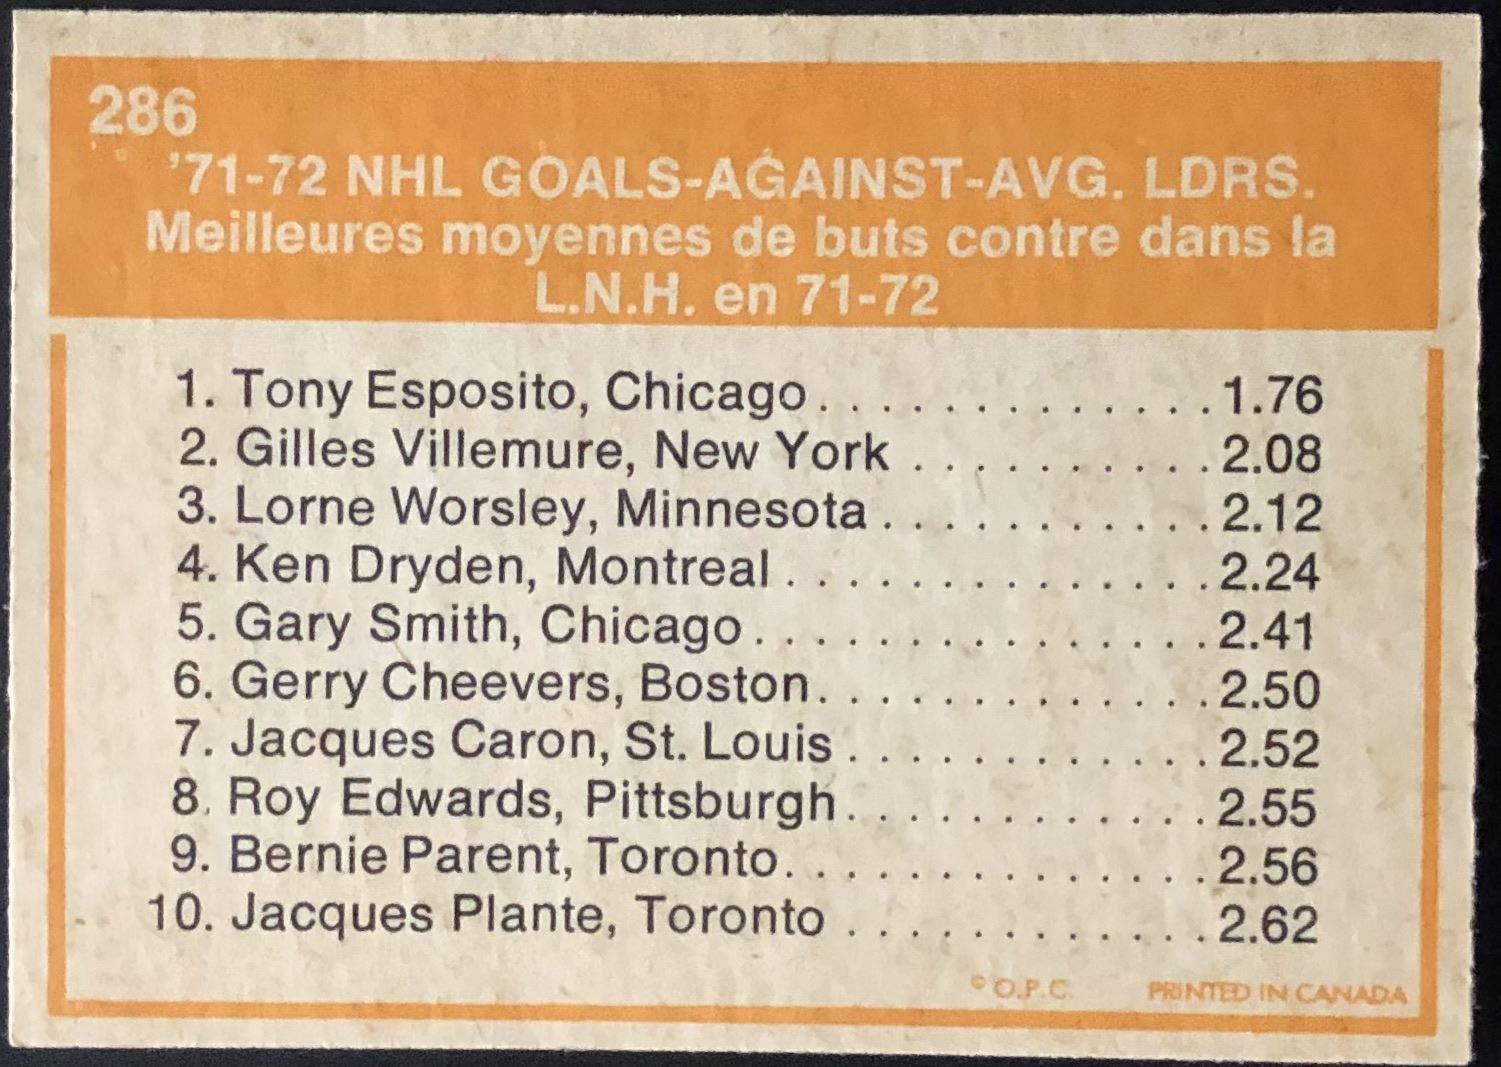 286
'71-72 NHL GOALS-AGAINST-AVG. LDRS.
Meilleures moyennes de buts contre dans la
L.N.H. en 71-72
1. Tony Esposito, Chicago. . . . . . . . . . . . . .1.76
2. Gilles Villemure, New York . . . . . . . . . . .2.08
3. Lorne Worsley, Minnesota . . . . . . . . . . . .2.12
4. Ken Dryden, Montreal . . . . . . . . . . . . . . .2.24
5. Gary Smith, Chicago. . . . . . . . . . . . . . . .2.41
6. Gerry Cheevers, Boston. . . . . . . . . . . . . .2.50
7. Jacques Caron, St. Louis . . . . . . . . . . . . .2.52
8. Roy Edwards, Pittsburgh. . . . . . . . . . . . .2.55
9. Bernie Parent, Toronto. . . . . . . . . . . . . . .2.56
10. Jacques Plante, Toronto . . . . . . . . . . . . .2.62
© O.P.C. PRINTED IN CANADA